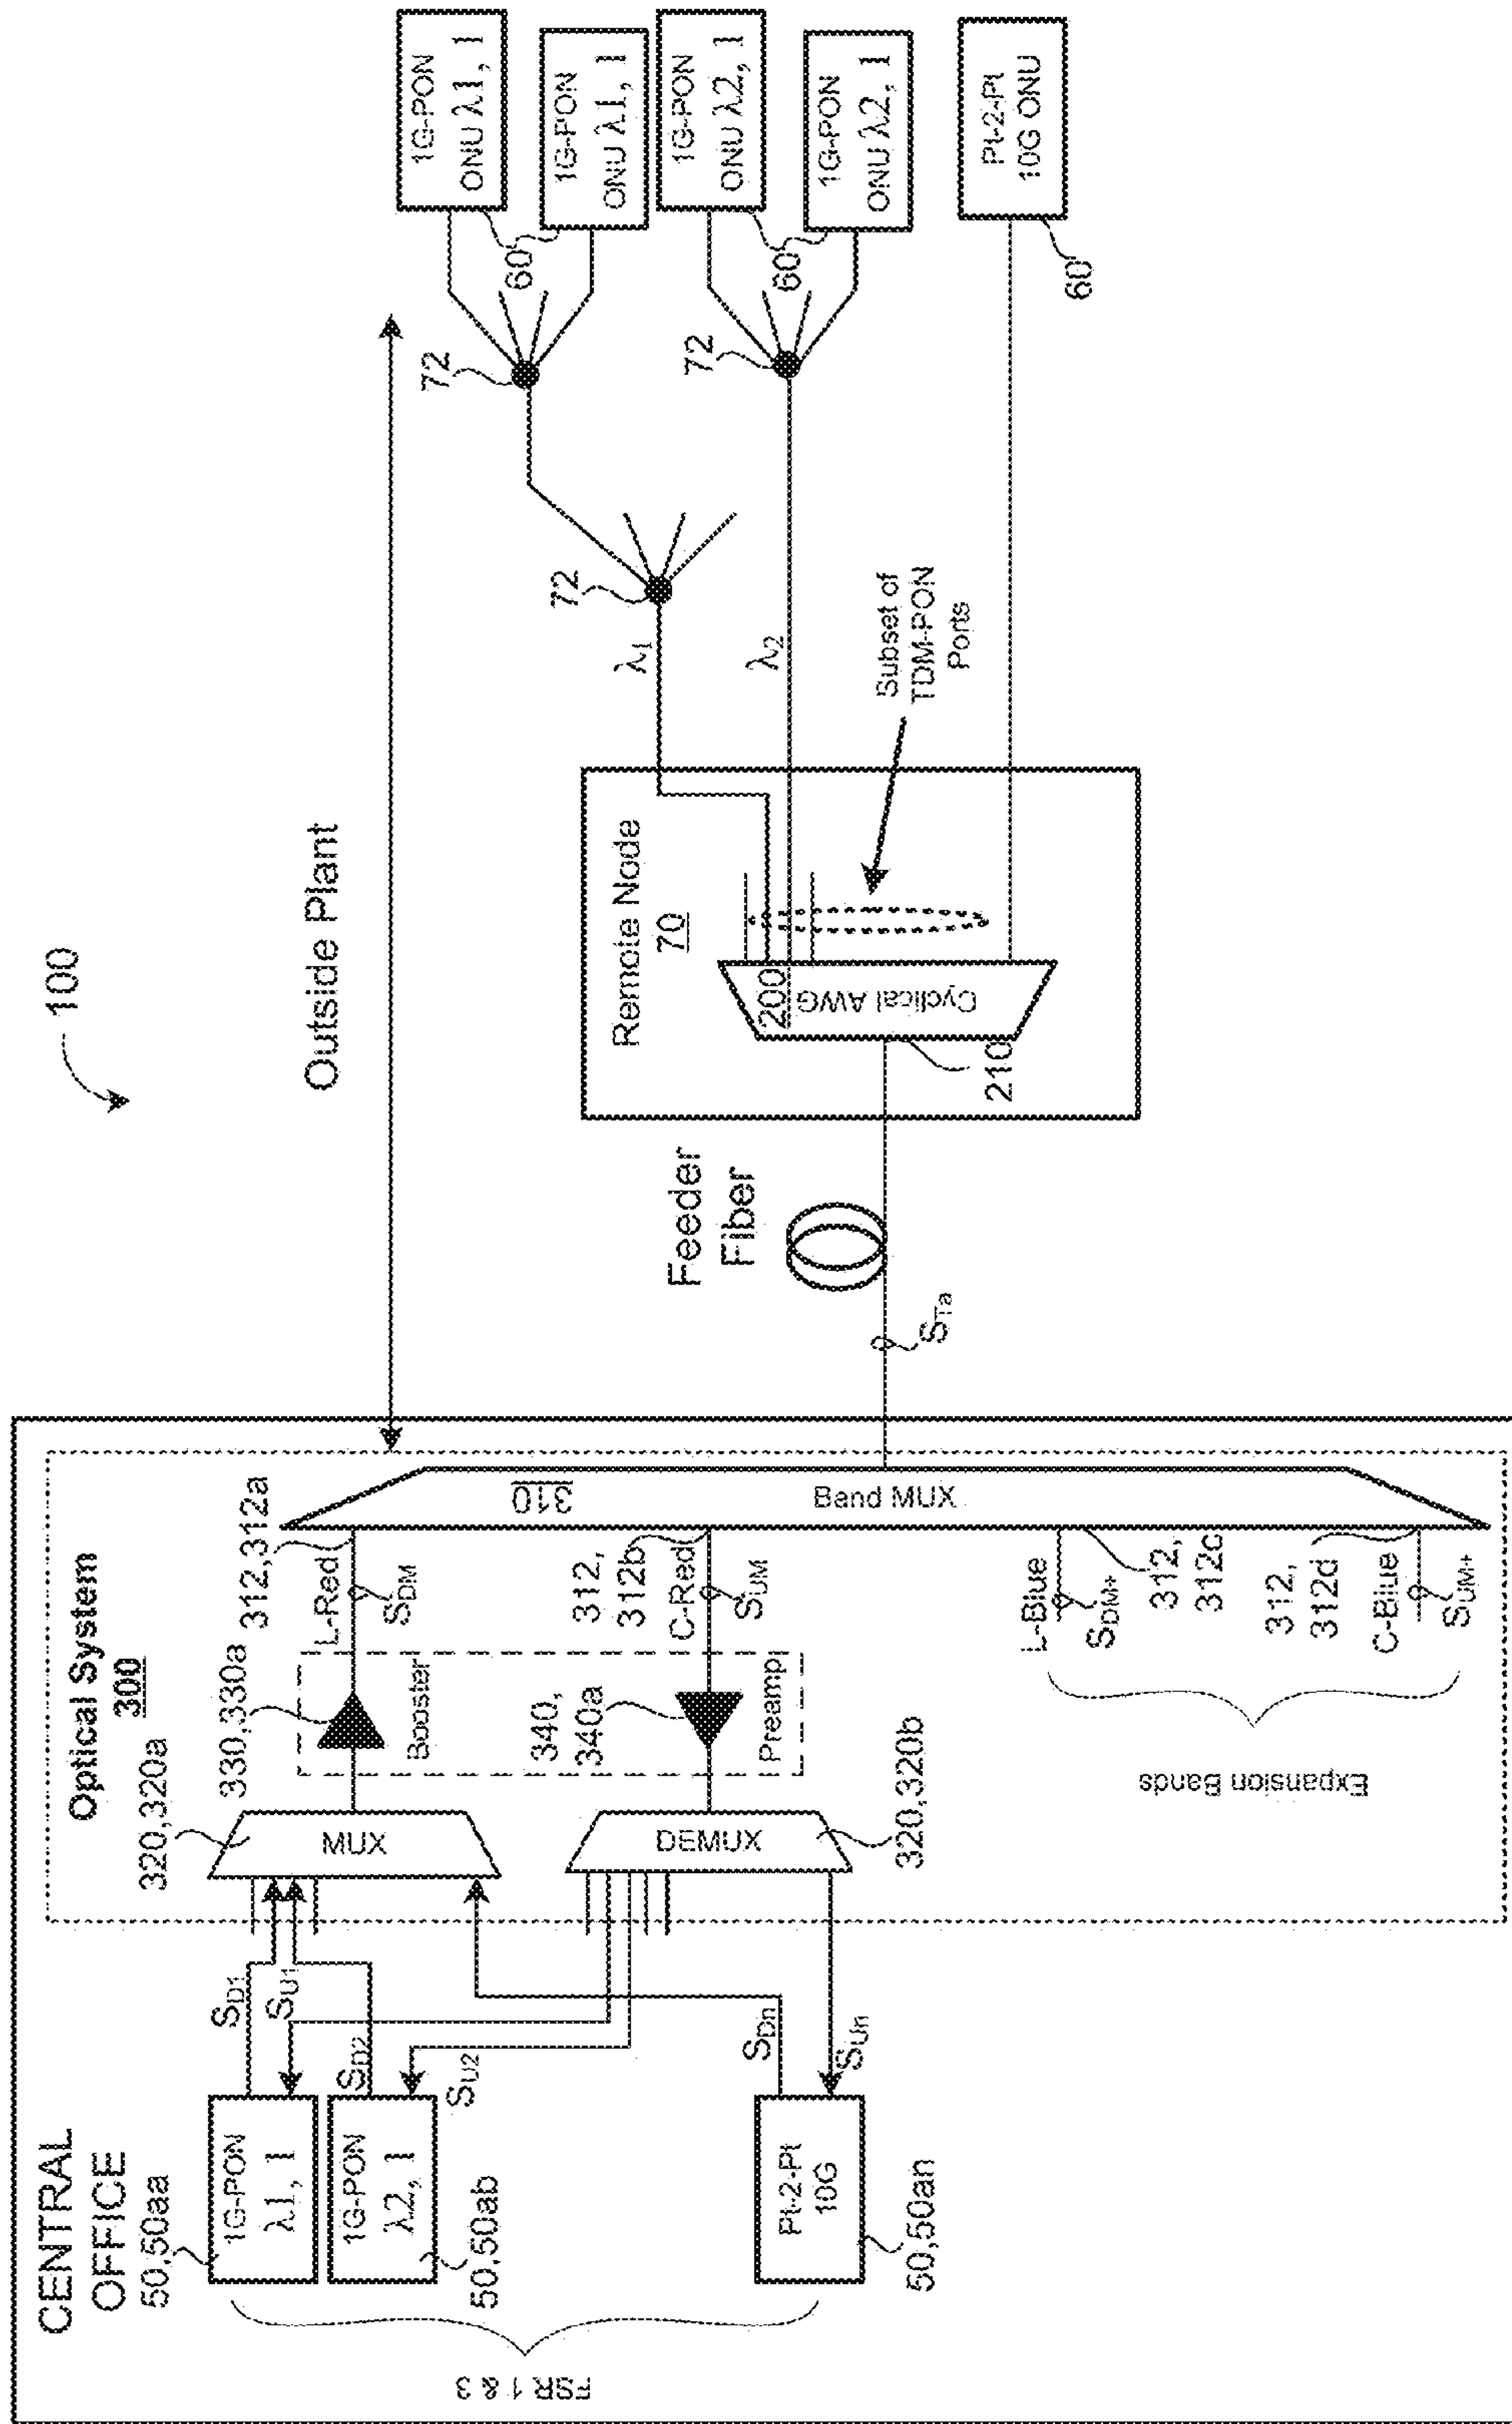 100
CENTRAL
OFFICE
50,50aa
1G-PON
λ1, 1
1G-PON
λ2, 1
50,50ab
Pt-2-Pt
10G
50,50an
FSR 1 & 3
SD1
SU1
SD2
SU2
SDn
SUn
Optical System
300
320,320a
MUX
DEMUX
320,320b
330,330a
Booster
340,
340a
Preamp
312,312a
L-Red
SDM
312,
312b
C-Red
SUM
310
Band MUX
L-Blue
SDM+
312,
312c
312,
312d
C-Blue
SUM+
Expansion Bands
Outside Plant
Feeder
Fiber
STa
Remote Node
70
200
Cyclical AWG
210
Subset of
TDM-PON
Ports
λ1
λ2
72
72
72
60
60
60
1G-PON
ONU λ1, 1
1G-PON
ONU λ1, 1
1G-PON
ONU λ2, 1
1G-PON
ONU λ2, 1
Pt-2-Pt
10G ONU